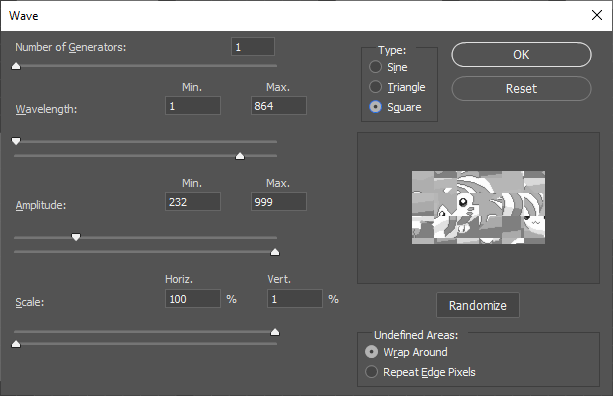 Wave
Number of Generators: 1
Min. Max.
Wavelength: 1 864
Min. Max.
Amplitude: 232 999
Horiz. Vert.
Scale: 100 % 1 %
Type:
Sine
Triangle
Square
OK
Reset
Randomize
Undefined Areas:
Wrap Around
Repeat Edge Pixels